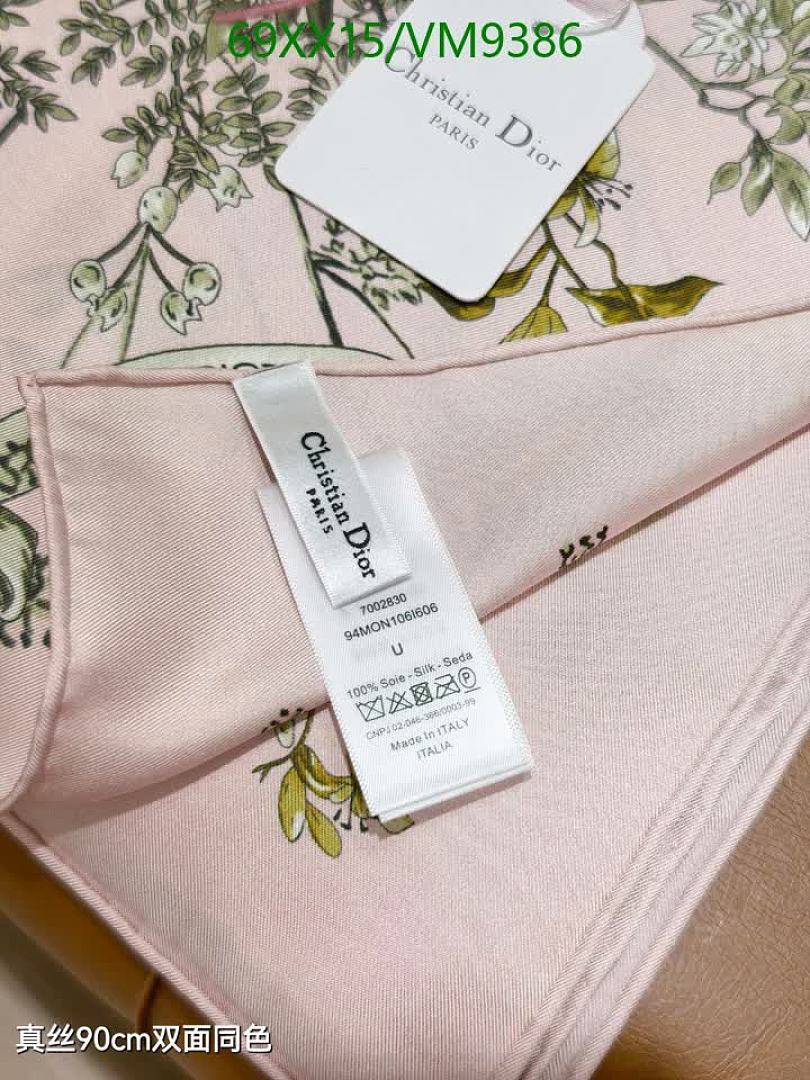 69XX15/VM9386
Christian Dior
PARIS
Christian Dior
PARIS
7002830
94MON106I606
U
100% Soie - Silk - Seda
CNPJ 02-046-366/0003-99
Made in ITALY
ITALIA
真丝90cm双面同色